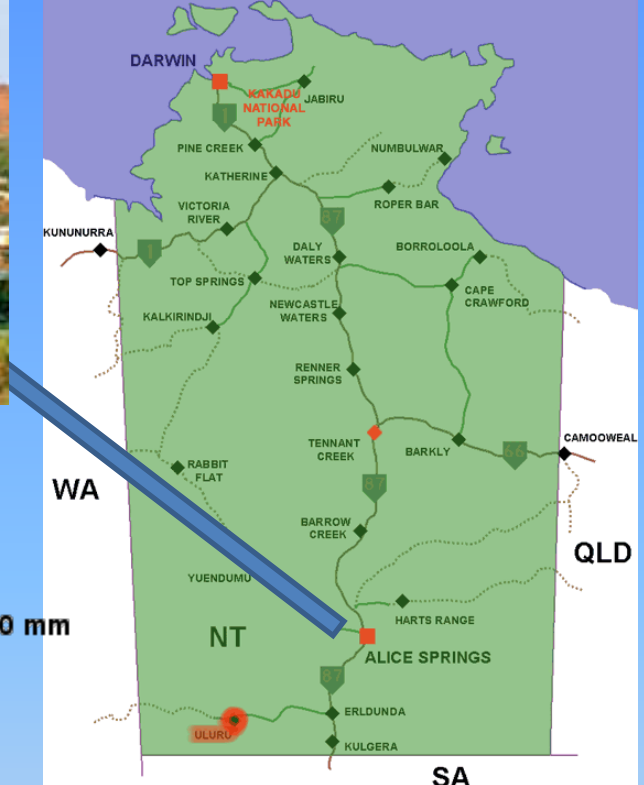 DARWIN
KAKADU
NATIONAL
PARK
JABIRU
1
PINE CREEK
NUMBULWAR
KATHERINE
ROPER BAR
VICTORIA
RIVER
87
KUNUNURRA
1
DALY
WATERS
BORROLOOLA
TOP SPRINGS
CAPE
CRAWFORD
NEWCASTLE
WATERS
KALKIRINDJI
RENNER
SPRINGS
TENNANT
CREEK
BARKLY
66
CAMOOWEAL
RABBIT
FLAT
WA
87
BARROW
CREEK
QLD
YUENDUMU
0 mm
HARTS RANGE
NT
ALICE SPRINGS
87
ERLDUNDA
ULURU
KULGERA
SA